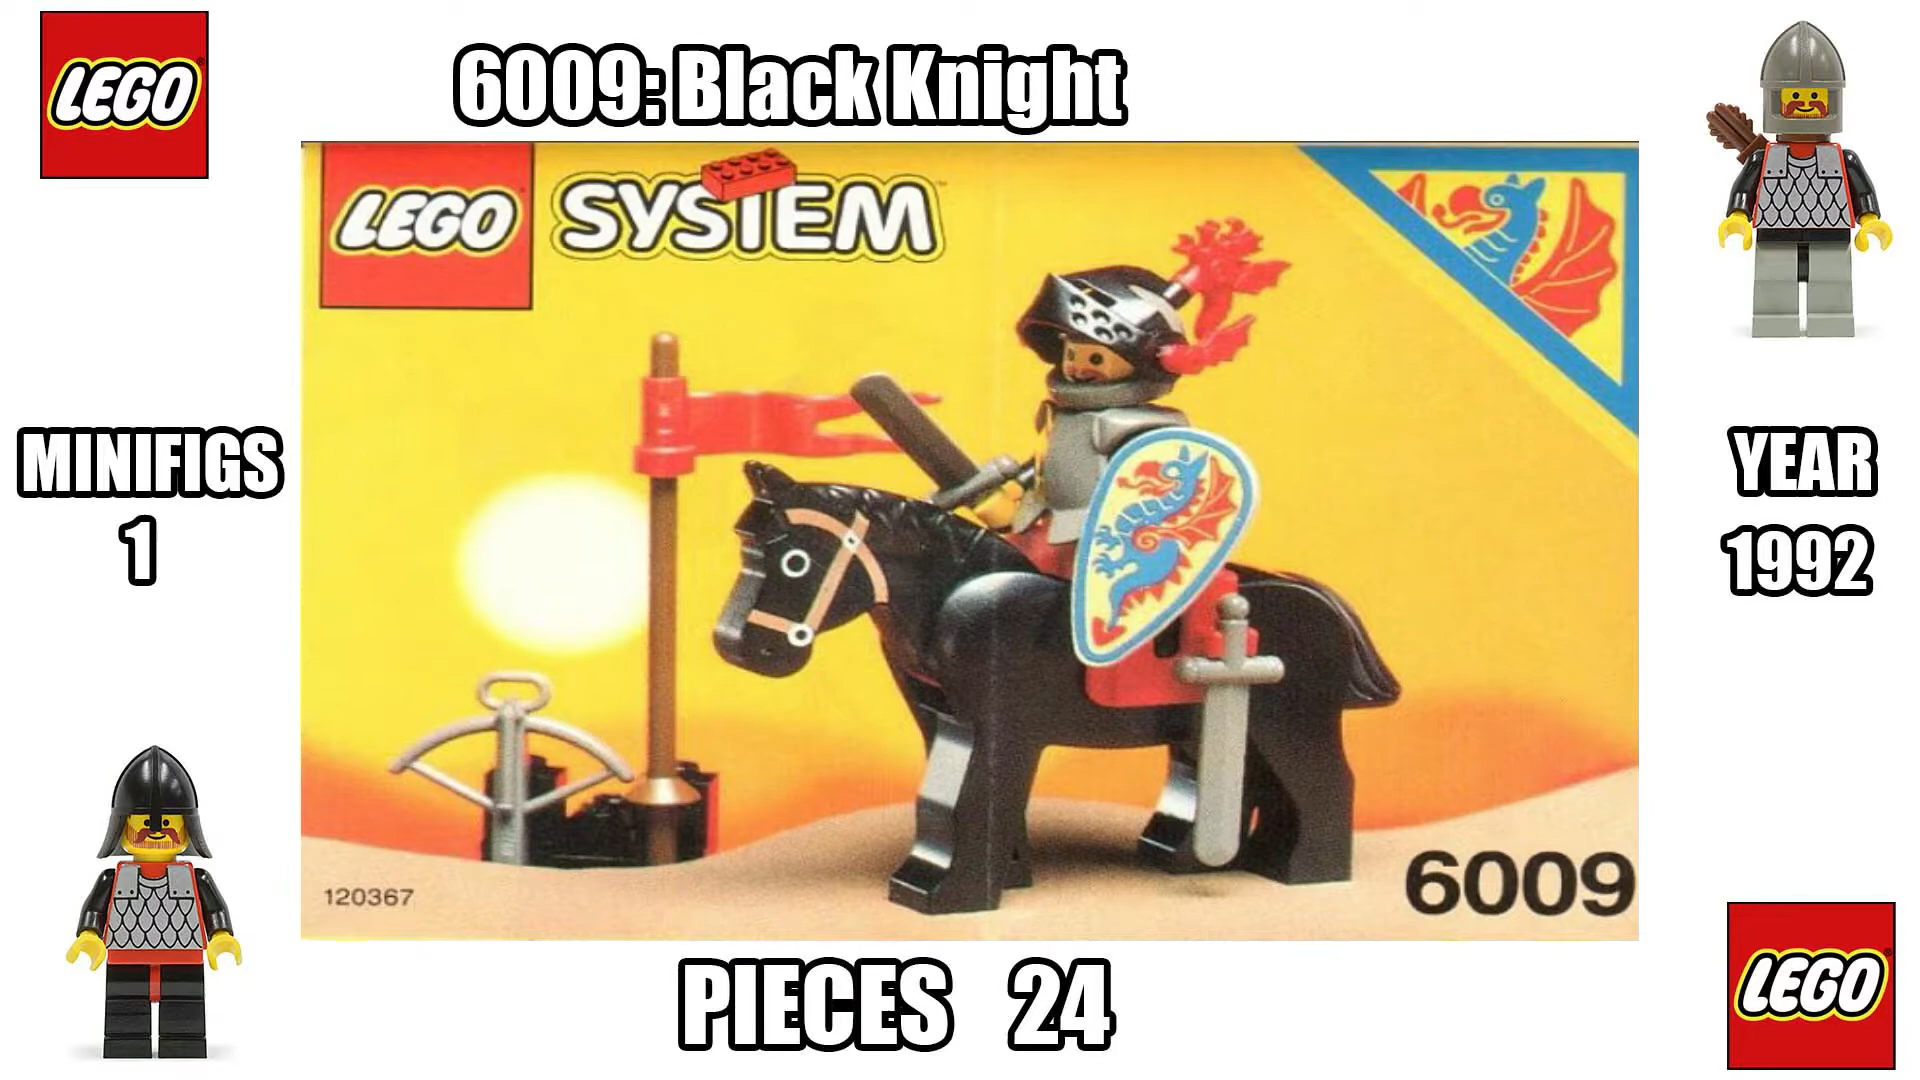 LEGO
6009: Black Knight
LEGO SYSTEM
MINIFIGS
1
YEAR
1992
120367
6009
PIECES 24
LEGO